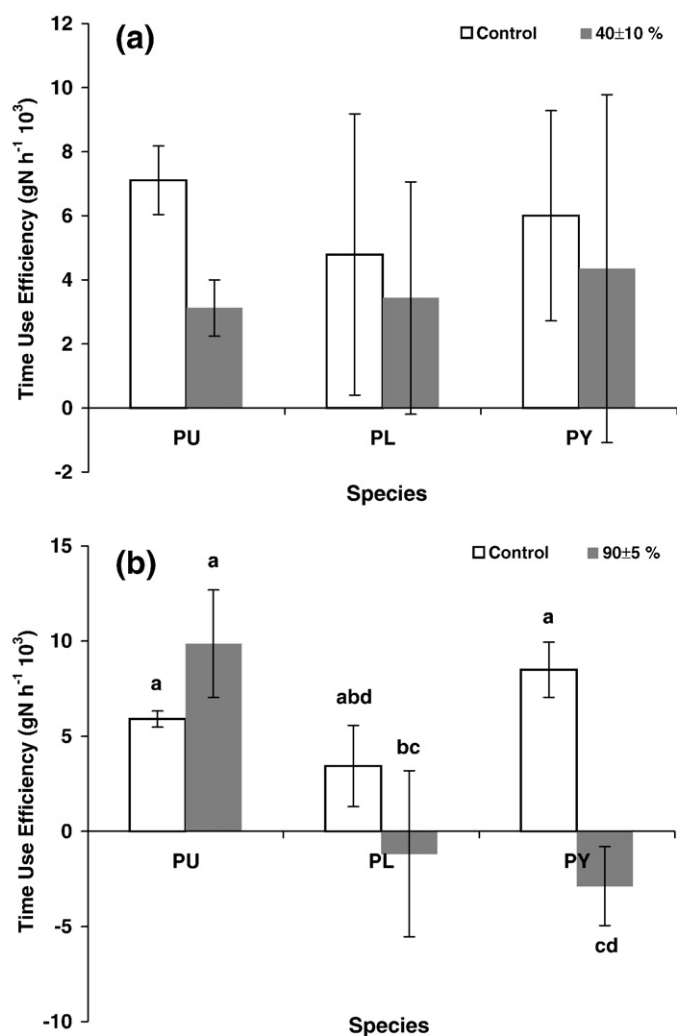 (a)
Control 40±10 %
Time Use Efficiency (gN h⁻¹ 10³)
12
10
8
6
4
2
0
-2
PU PL PY
Species
(b)
Control 90±5 %
Time Use Efficiency (gN h⁻¹ 10³)
15
10
5
0
-5
-10
a
a
abd
bc
a
cd
PU PL PY
Species